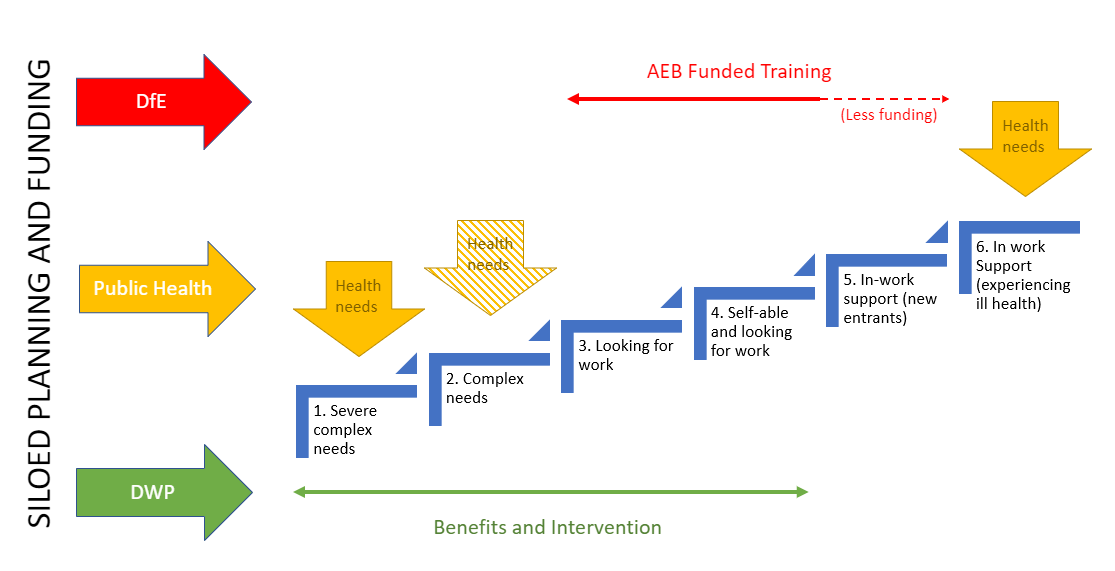 SILOED PLANNING AND FUNDING
DfE
AEB Funded Training
(Less funding)
Health
needs
Public Health
Health
needs
Health
needs
6. In work
Support
(experiencing
ill health)
5. In-work
support (new
entrants)
4. Self-able
and looking
for work
3. Looking for
work
2. Complex
needs
1. Severe
complex
needs
DWP
Benefits and Intervention